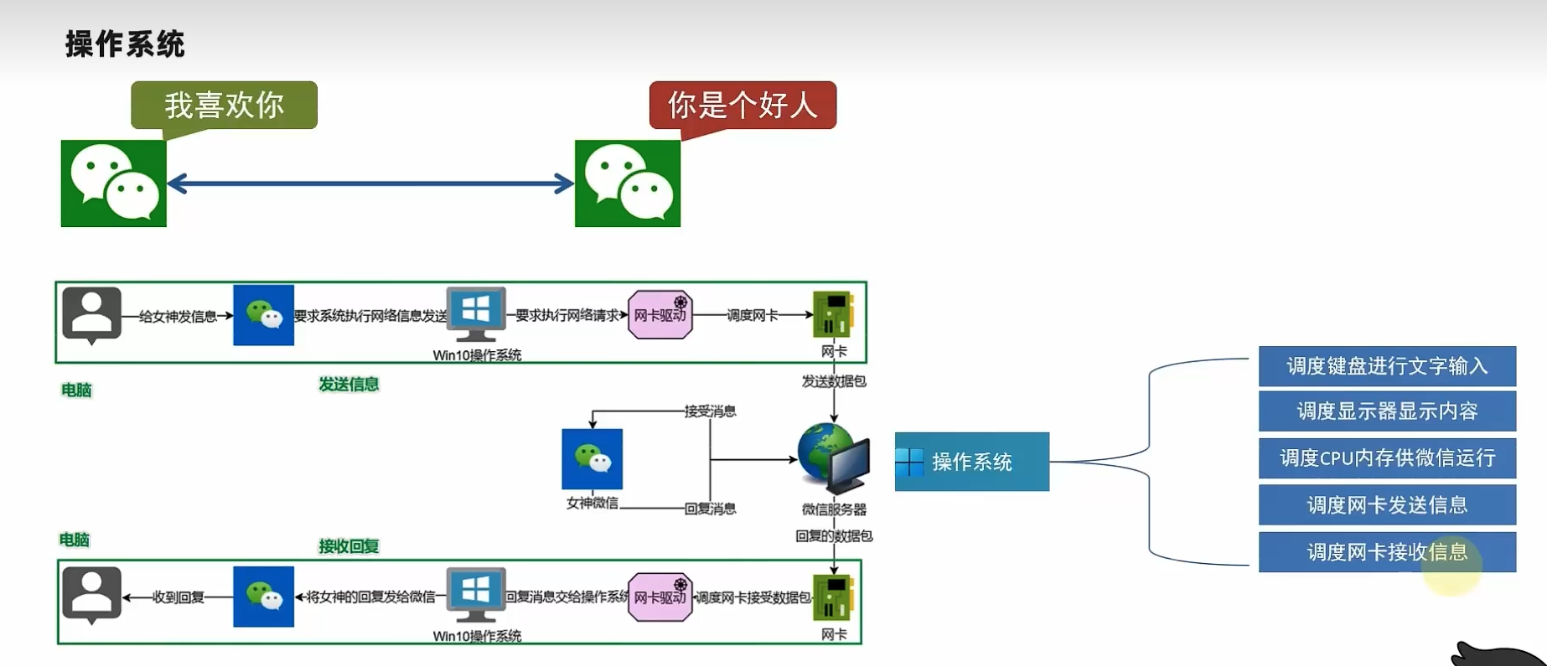 操作系统
我喜欢你
你是个好人
给女神发信息
要求系统执行网络信息发送
Win10操作系统
要求执行网络请求
网卡驱动
调度网卡
网卡
电脑
发送信息
发送数据包
接受消息
女神微信
回复消息
微信服务器
回复的数据包
电脑
接收回复
收到回复
将女神的回复发给微信
Win10操作系统
回复消息交给操作系统
网卡驱动
调度网卡接受数据包
网卡
操作系统
调度键盘进行文字输入
调度显示器显示内容
调度CPU内存供微信运行
调度网卡发送信息
调度网卡接收信息